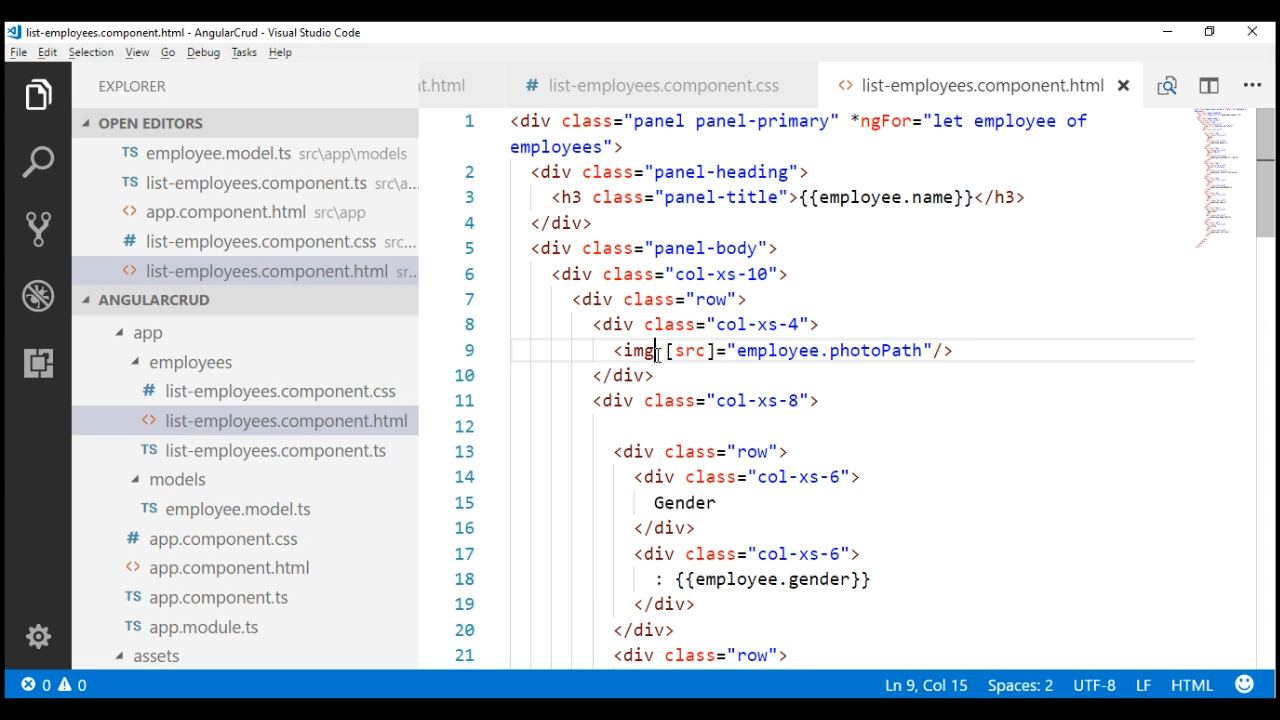 list-employees.component.html - AngularCrud - Visual Studio Code
File Edit Selection View Go Debug Tasks Help
EXPLORER
nt.html
# list-employees.component.css
<> list-employees.component.html
OPEN EDITORS
TS employee.model.ts src\app\models
TS list-employees.component.ts src\a...
<> app.component.html src\app
# list-employees.component.css src...
<> list-employees.component.html sr...
ANGULARCRUD
app
employees
# list-employees.component.css
<> list-employees.component.html
TS list-employees.component.ts
models
TS employee.model.ts
# app.component.css
<> app.component.html
TS app.component.ts
TS app.module.ts
assets
1 <div class="panel panel-primary" *ngFor="let employee of
employees">
2 <div class="panel-heading">
3 <h3 class="panel-title">{{employee.name}}</h3>
4 </div>
5 <div class="panel-body">
6 <div class="col-xs-10">
7 <div class="row">
8 <div class="col-xs-4">
9 <img [src]="employee.photoPath"/>
10 </div>
11 <div class="col-xs-8">
12
13 <div class="row">
14 <div class="col-xs-6">
15 Gender
16 </div>
17 <div class="col-xs-6">
18 : {{employee.gender}}
19 </div>
20 </div>
21 <div class="row">
0 0 Ln 9, Col 15 Spaces: 2 UTF-8 LF HTML